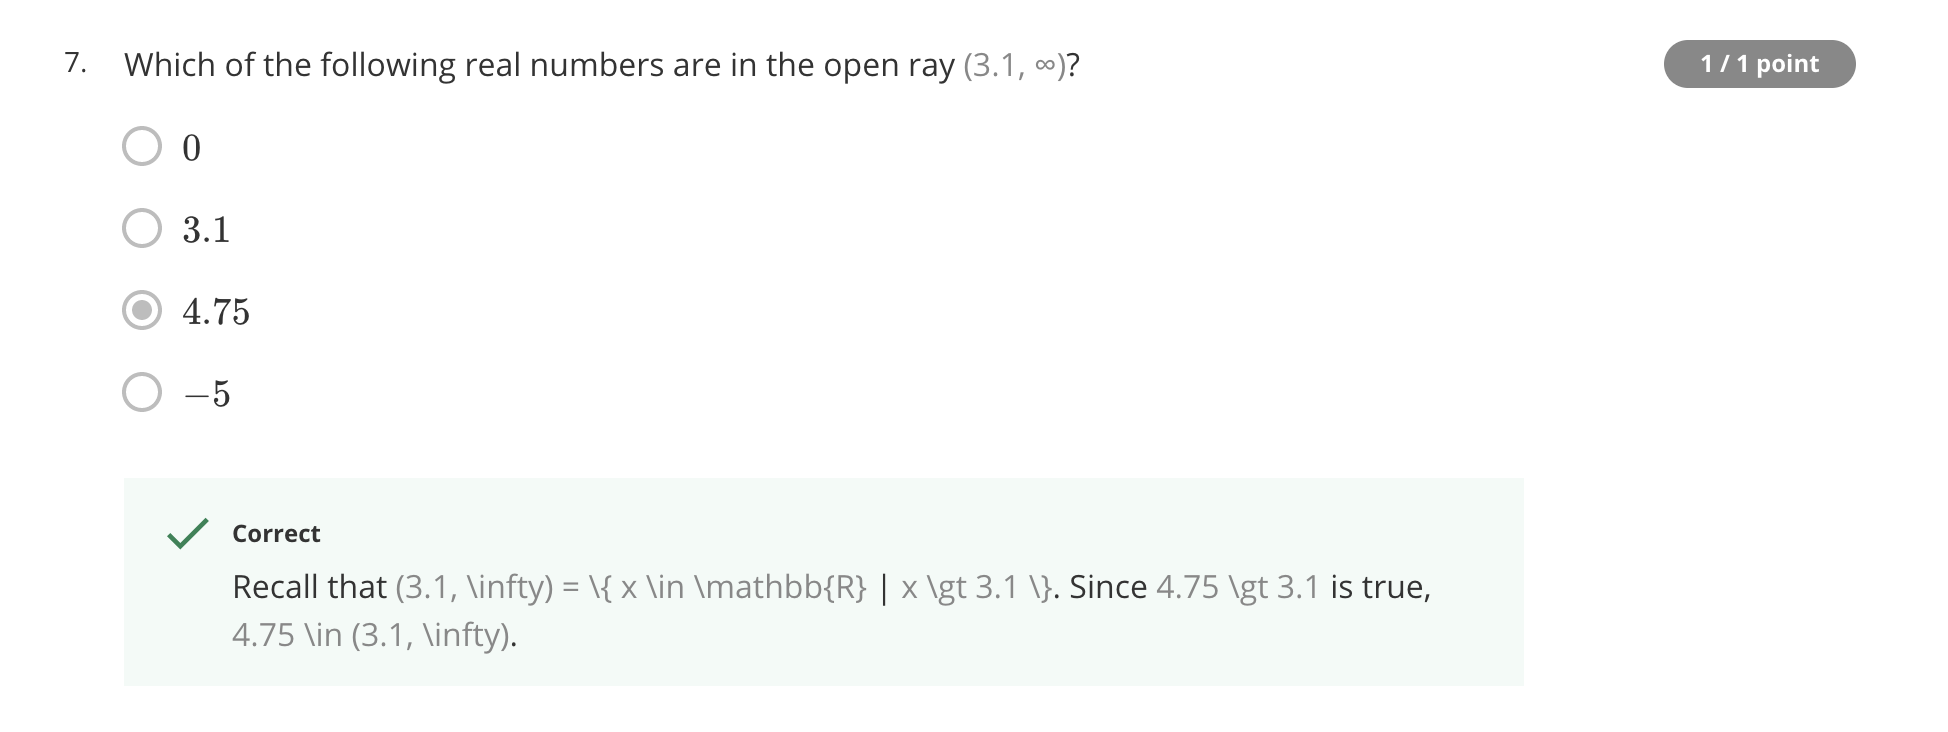 7. Which of the following real numbers are in the open ray (3.1, ∞)?
1 / 1 point
0
3.1
4.75
−5
Correct
Recall that (3.1, \infty) = \{ x \in \mathbb{R} | x \gt 3.1 \}. Since 4.75 \gt 3.1 is true,
4.75 \in (3.1, \infty).